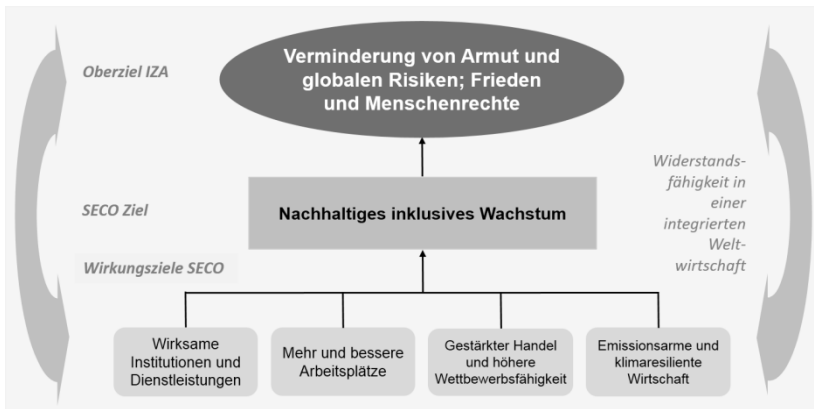 Oberziel IZA
Verminderung von Armut und
globalen Risiken; Frieden
und Menschenrechte
SECO Ziel
Nachhaltiges inklusives Wachstum
Widerstands-
fähigkeit in
einer
integrierten
Welt-
wirtschaft
Wirkungsziele SECO
Wirksame
Institutionen und
Dienstleistungen
Mehr und bessere
Arbeitsplätze
Gestärkter Handel
und höhere
Wettbewerbsfähigkeit
Emissionsarme und
klimaresiliente
Wirtschaft